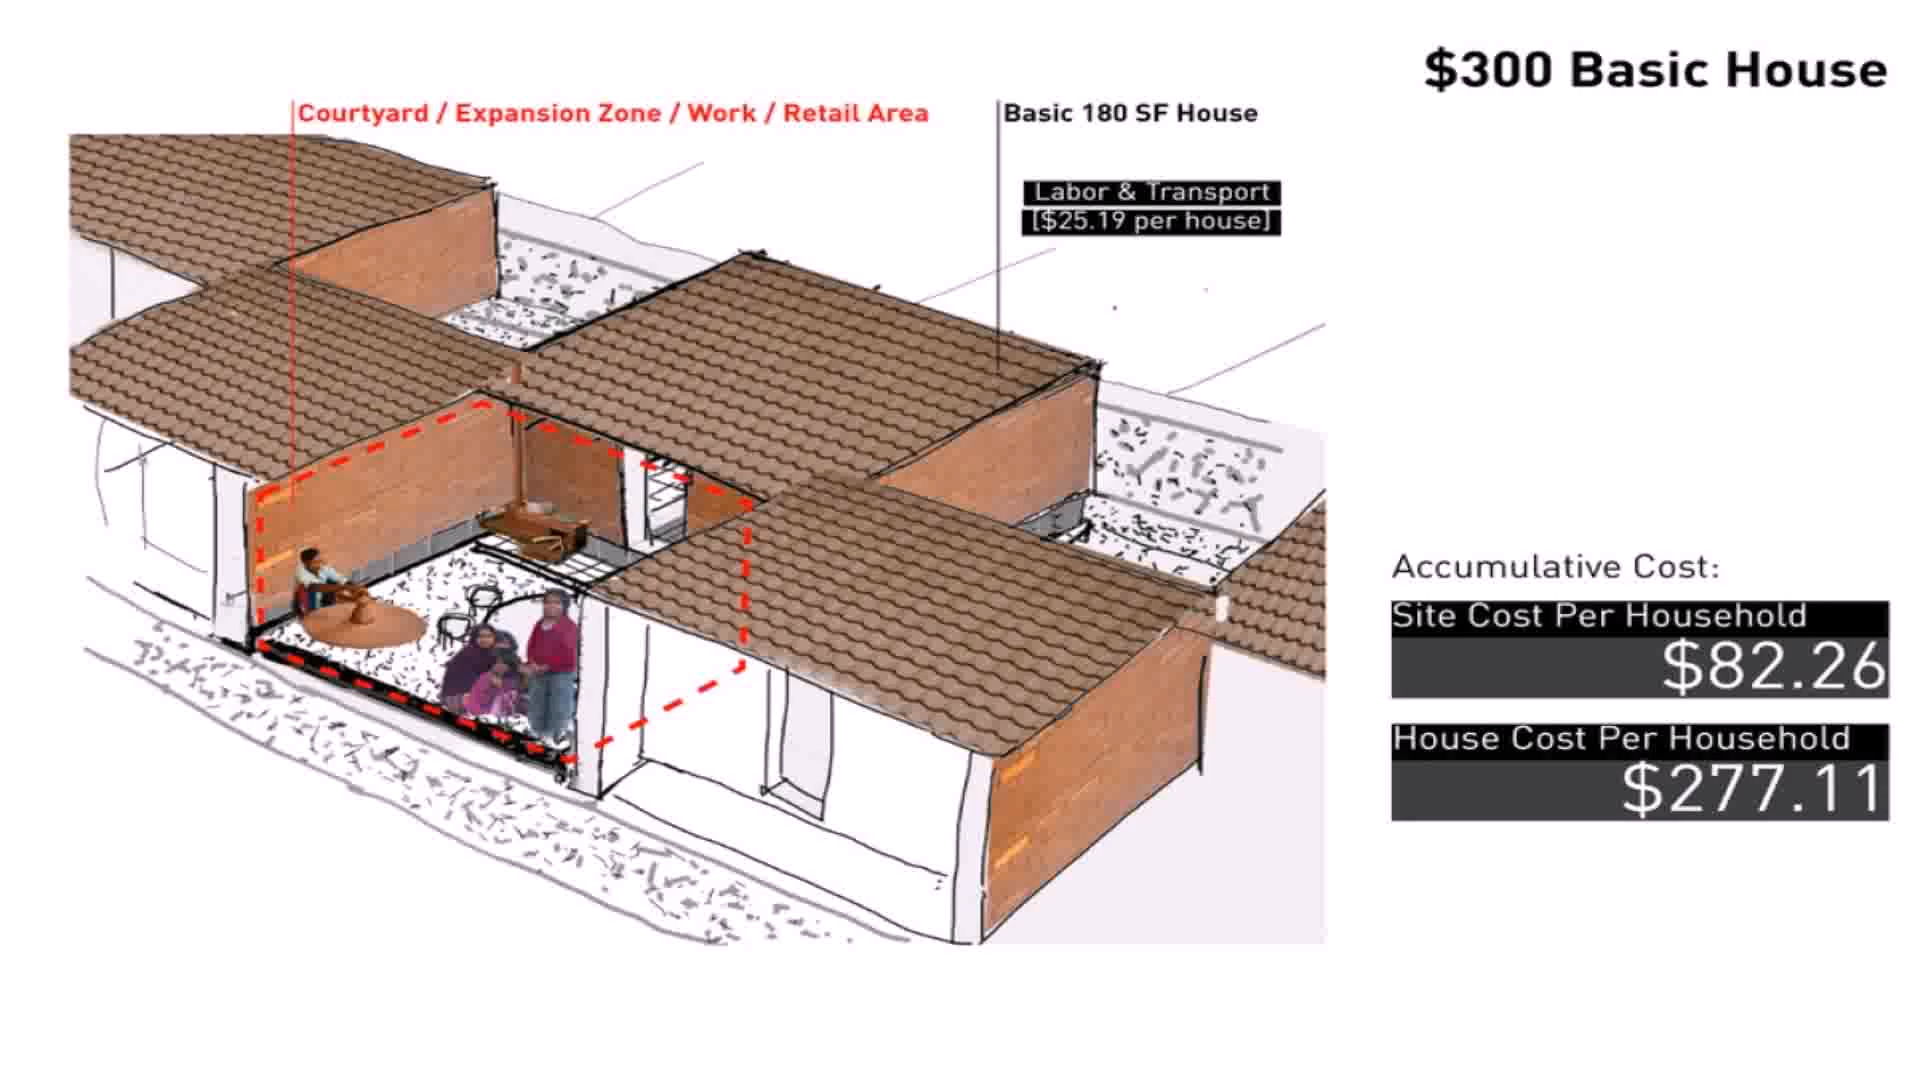 $300 Basic House
Courtyard / Expansion Zone / Work / Retail Area
Basic 180 SF House
Labor & Transport
[$25.19 per house]
Accumulative Cost:
Site Cost Per Household
$82.26
House Cost Per Household
$277.11